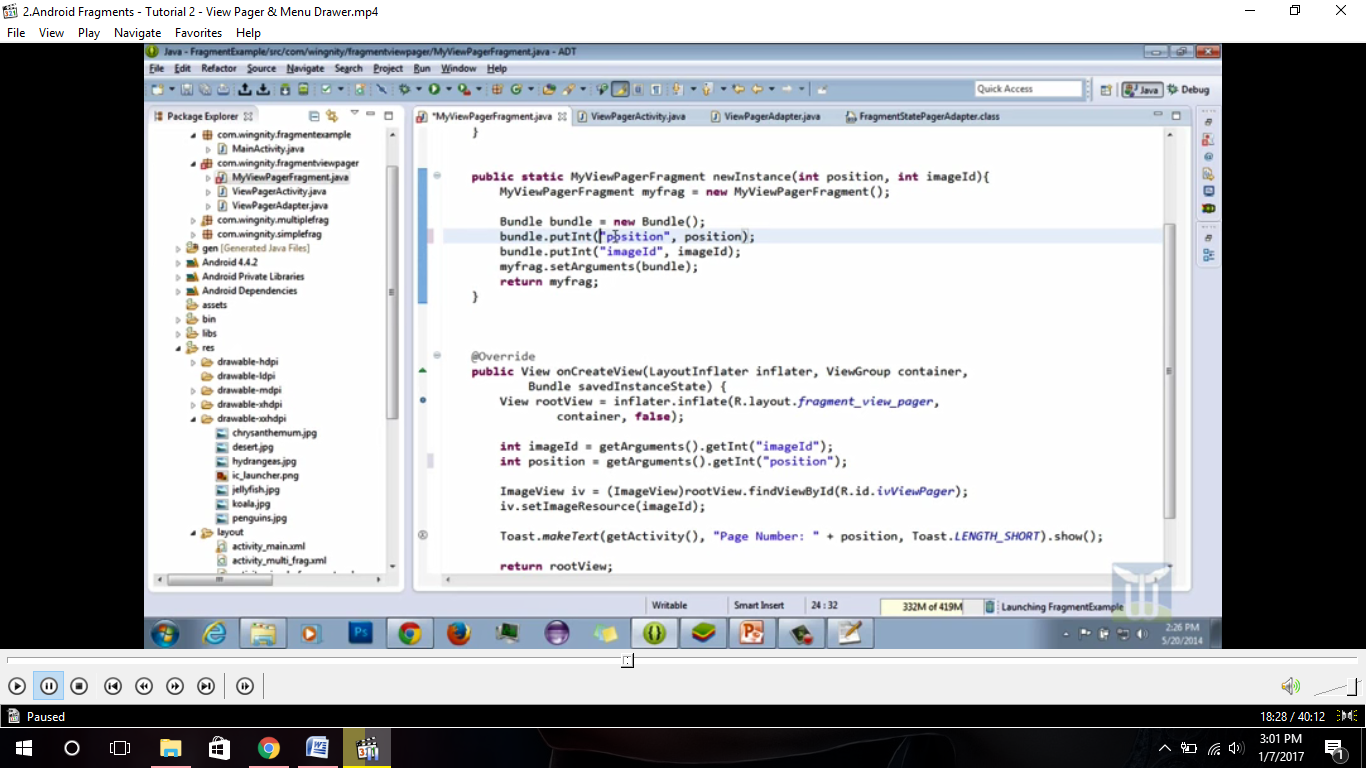 2.Android Fragments - Tutorial 2 - View Pager & Menu Drawer.mp4
File View Play Navigate Favorites Help
Java - FragmentExample/src/com/wingnity/fragmentviewpager/MyViewPagerFragment.java - ADT
File Edit Refactor Source Navigate Search Project Run Window Help
Quick Access Java Debug
Package Explorer
*MyViewPagerFragment.java ViewPagerActivity.java ViewPagerAdapter.java FragmentStatePagerAdapter.class
com.wingnity.fragmentexample
MainActivity.java
com.wingnity.fragmentviewpager
MyViewPagerFragment.java
ViewPagerActivity.java
ViewPagerAdapter.java
com.wingnity.multiplefrag
com.wingnity.simplefrag
gen [Generated Java Files]
Android 4.4.2
Android Private Libraries
Android Dependencies
assets
bin
libs
res
drawable-hdpi
drawable-ldpi
drawable-mdpi
drawable-xhdpi
drawable-xxhdpi
chrysanthemum.jpg
desert.jpg
hydrangeas.jpg
ic_launcher.png
jellyfish.jpg
koala.jpg
penguins.jpg
layout
activity_main.xml
activity_multi_frag.xml
}
public static MyViewPagerFragment newInstance(int position, int imageId){
MyViewPagerFragment myfrag = new MyViewPagerFragment();
Bundle bundle = new Bundle();
bundle.putInt("position", position);
bundle.putInt("imageId", imageId);
myfrag.setArguments(bundle);
return myfrag;
}
@Override
public View onCreateView(LayoutInflater inflater, ViewGroup container,
Bundle savedInstanceState) {
View rootView = inflater.inflate(R.layout.fragment_view_pager,
container, false);
int imageId = getArguments().getInt("imageId");
int position = getArguments().getInt("position");
ImageView iv = (ImageView)rootView.findViewById(R.id.ivViewPager);
iv.setImageResource(imageId);
Toast.makeText(getActivity(), "Page Number: " + position, Toast.LENGTH_SHORT).show();
return rootView;
Writable Smart Insert 24 : 32 332M of 419M Launching FragmentExample
2:26 PM
5/20/2014
Paused 18:28 / 40:12
3:01 PM
1/7/2017